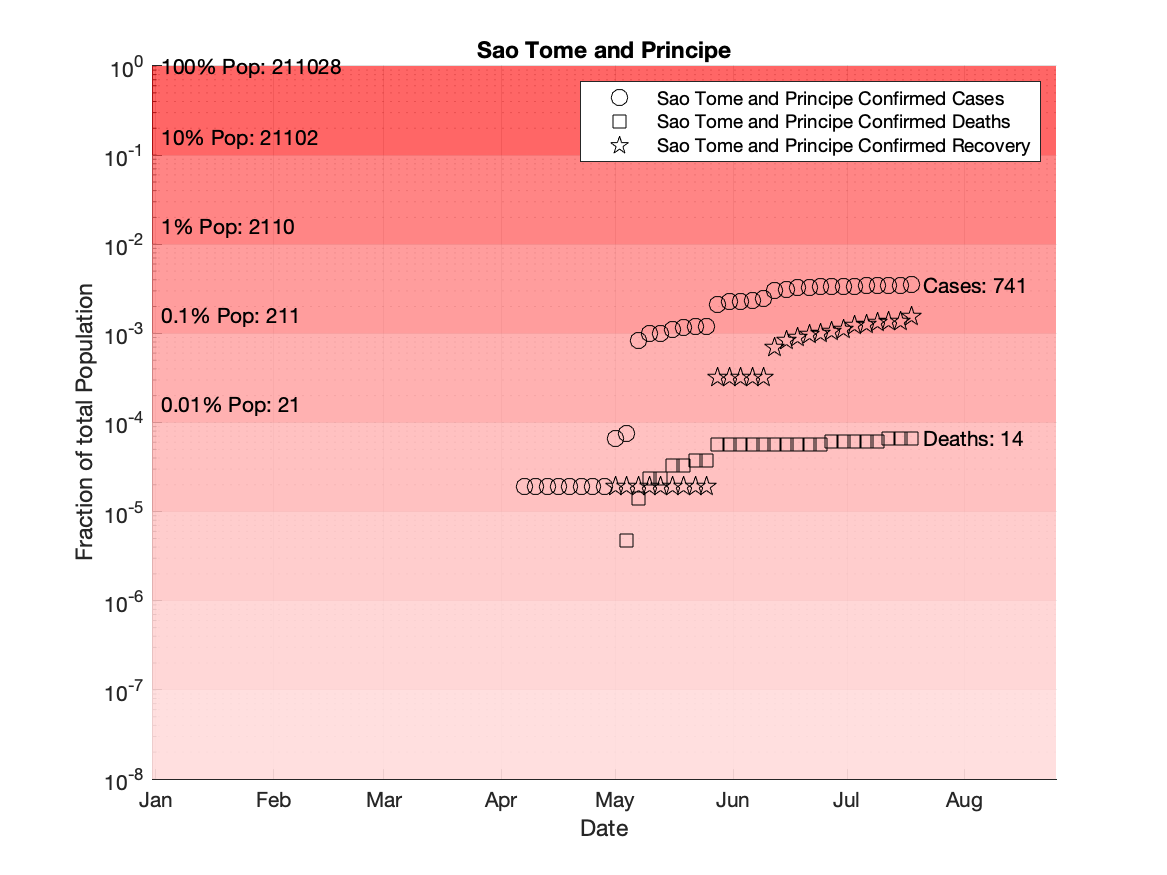 Sao Tome and Principe
10^0
10^-1
10^-2
10^-3
10^-4
10^-5
10^-6
10^-7
10^-8
Fraction of total Population
100% Pop: 211028
10% Pop: 21102
1% Pop: 2110
0.1% Pop: 211
0.01% Pop: 21
Sao Tome and Principe Confirmed Cases
Sao Tome and Principe Confirmed Deaths
Sao Tome and Principe Confirmed Recovery
Cases: 741
Deaths: 14
Jan Feb Mar Apr May Jun Jul Aug
Date